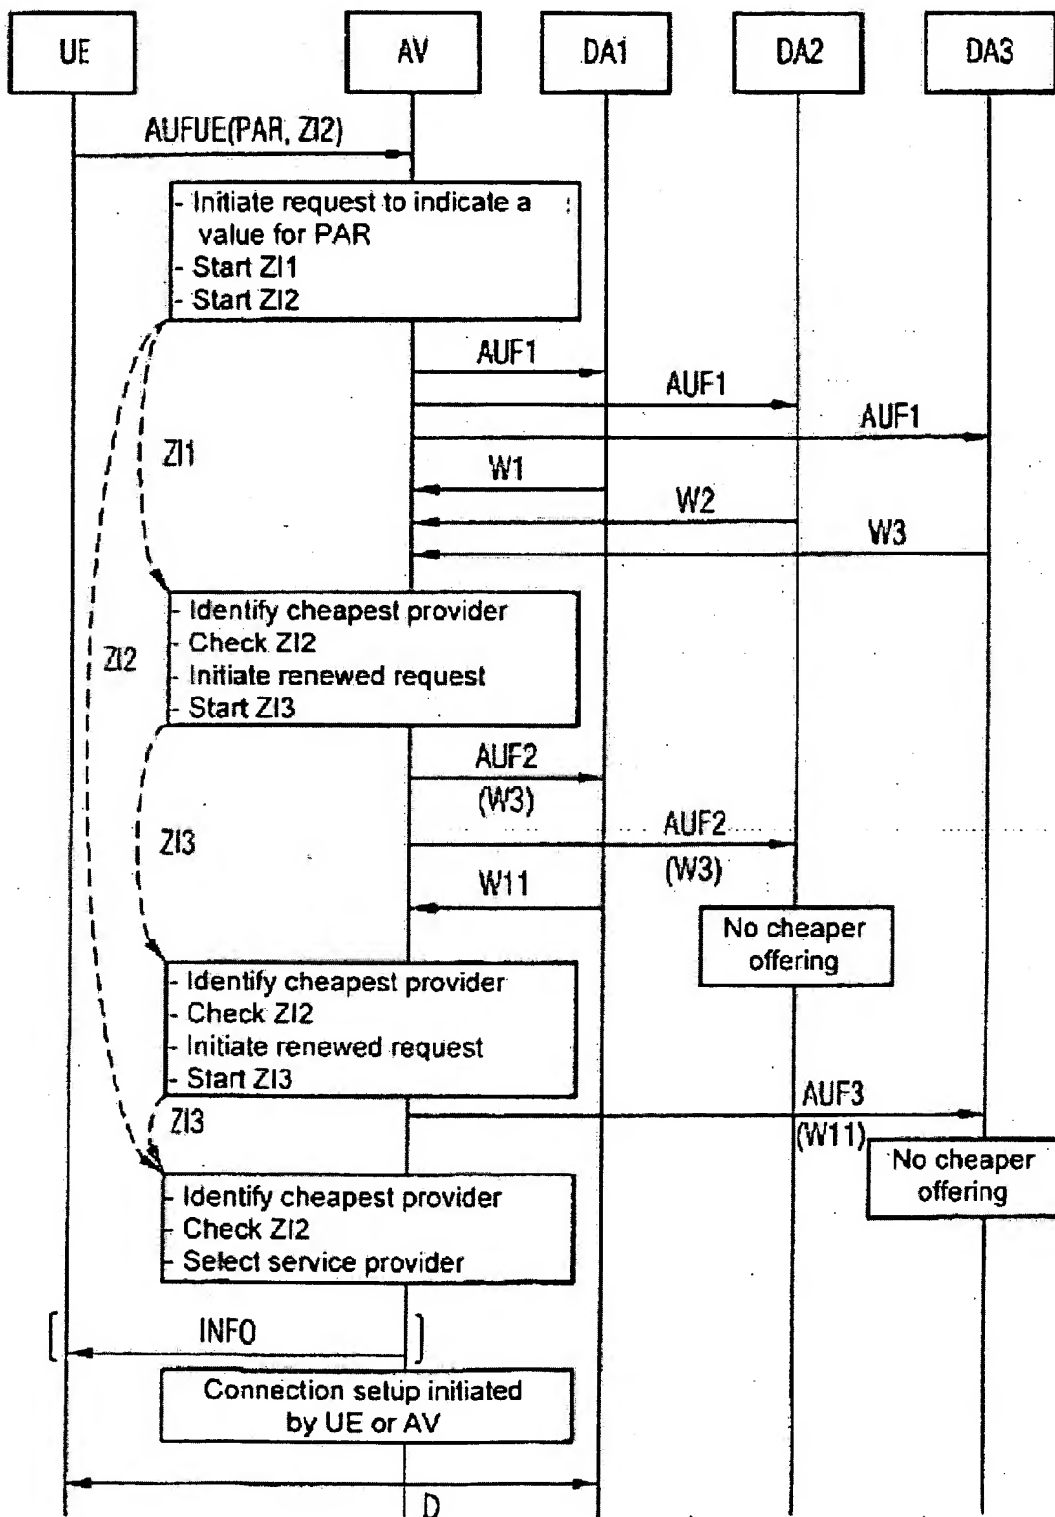 UE
AV
DA1
DA2
DA3
AUFUE(PAR, ZI2)
- Initiate request to indicate a
value for PAR
- Start ZI1
- Start ZI2
AUF1
AUF1
AUF1
ZI1
W1
W2
W3
- Identify cheapest provider
- Check ZI2
- Initiate renewed request
- Start ZI3
ZI2
AUF2
(W3)
AUF2
(W3)
ZI3
W11
No cheaper
offering
- Identify cheapest provider
- Check ZI2
- Initiate renewed request
- Start ZI3
ZI3
AUF3
(W11)
No cheaper
offering
- Identify cheapest provider
- Check ZI2
- Select service provider
[ INFO ]
Connection setup initiated
by UE or AV
D